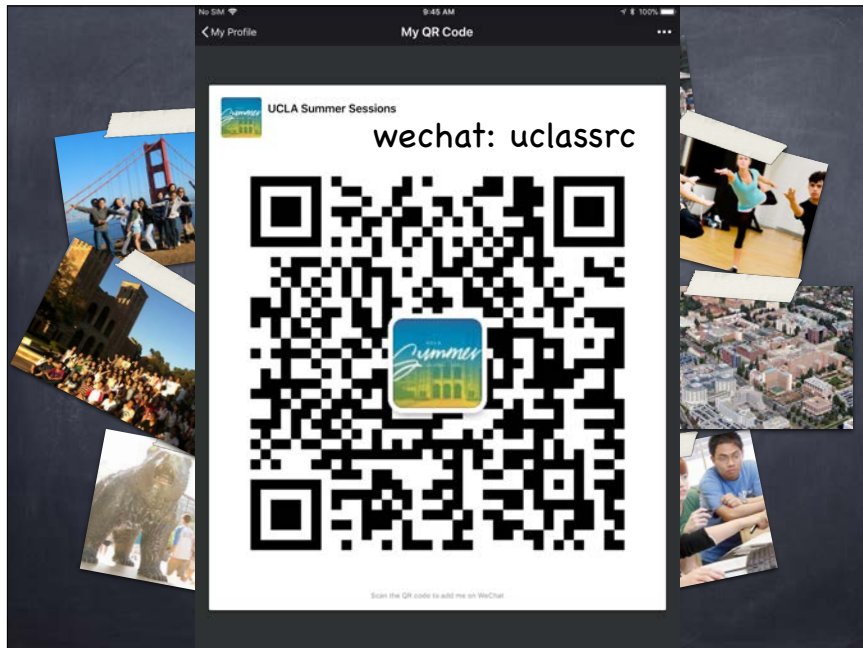 No SIM 9:45 AM 100%
My Profile My QR Code
UCLA Summer Sessions
wechat: uclassrc
UCLA
Summer
Scan the QR code to add me on WeChat